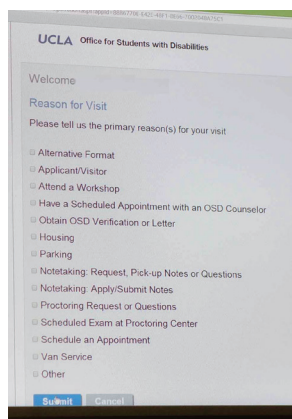 UCLA Office for Students with Disabilities
Welcome
Reason for Visit
Please tell us the primary reason(s) for your visit
Alternative Format
Applicant/Visitor
Attend a Workshop
Have a Scheduled Appointment with an OSD Counselor
Obtain OSD Verification or Letter
Housing
Parking
Notetaking: Request, Pick-up Notes or Questions
Notetaking: Apply/Submit Notes
Proctoring Request or Questions
Scheduled Exam at Proctoring Center
Schedule an Appointment
Van Service
Other
Submit Cancel